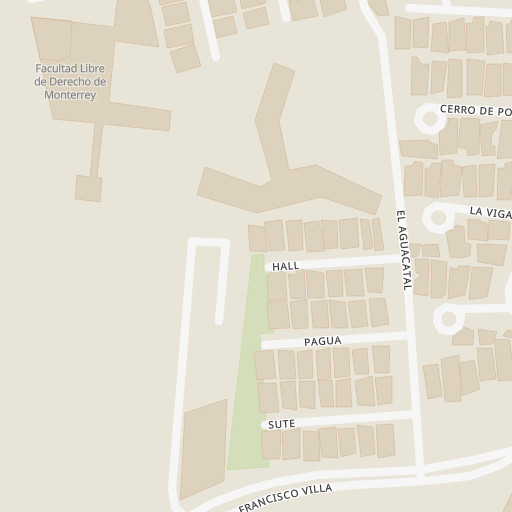 Facultad Libre
de Derecho de
Monterrey
CERRO DE PO
LA VIGA
EL AGUACATAL
HALL
PAGUA
SUTE
FRANCISCO VILLA